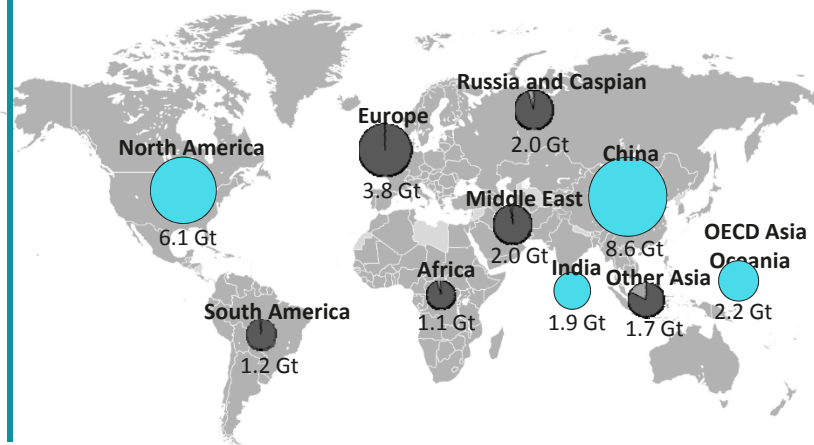 Russia and Caspian
2.0 Gt
Europe
3.8 Gt
North America
6.1 Gt
China
8.6 Gt
Middle East
2.0 Gt
OECD Asia
Oceania
2.2 Gt
Africa
1.1 Gt
India
1.9 Gt
Other Asia
1.7 Gt
South America
1.2 Gt